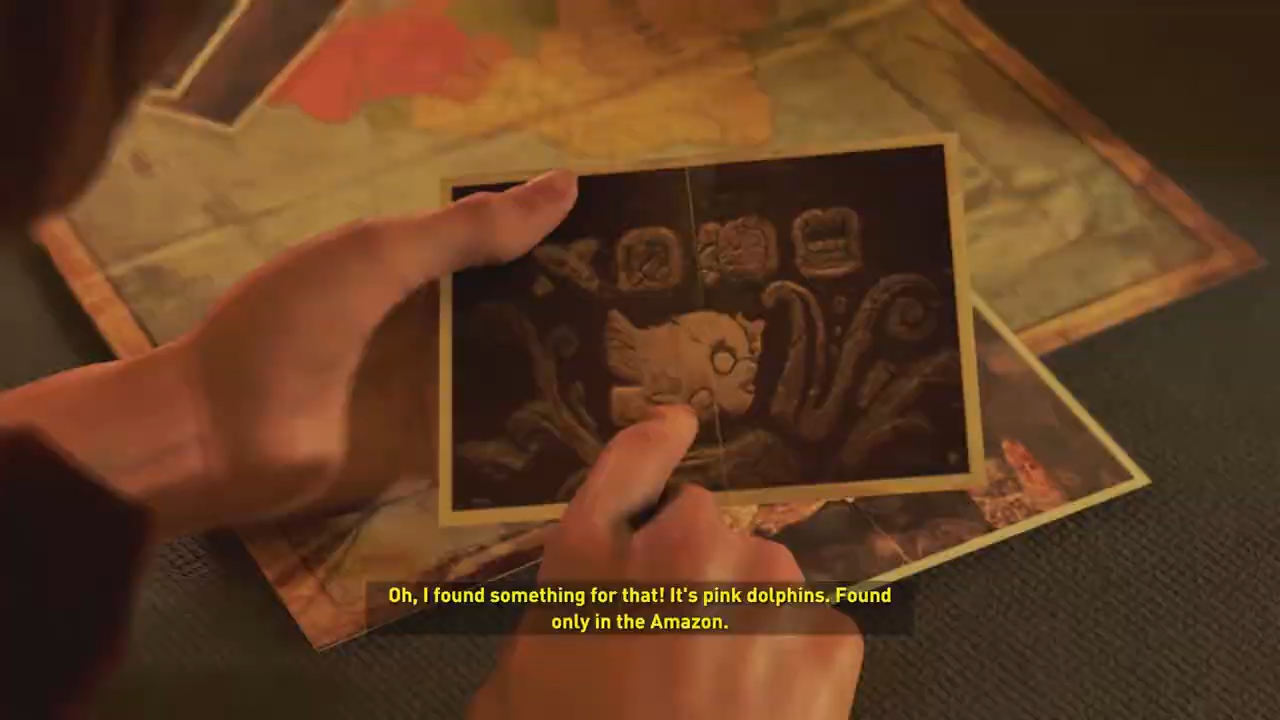 Oh, I found something for that! It's pink dolphins. Found
only in the Amazon.